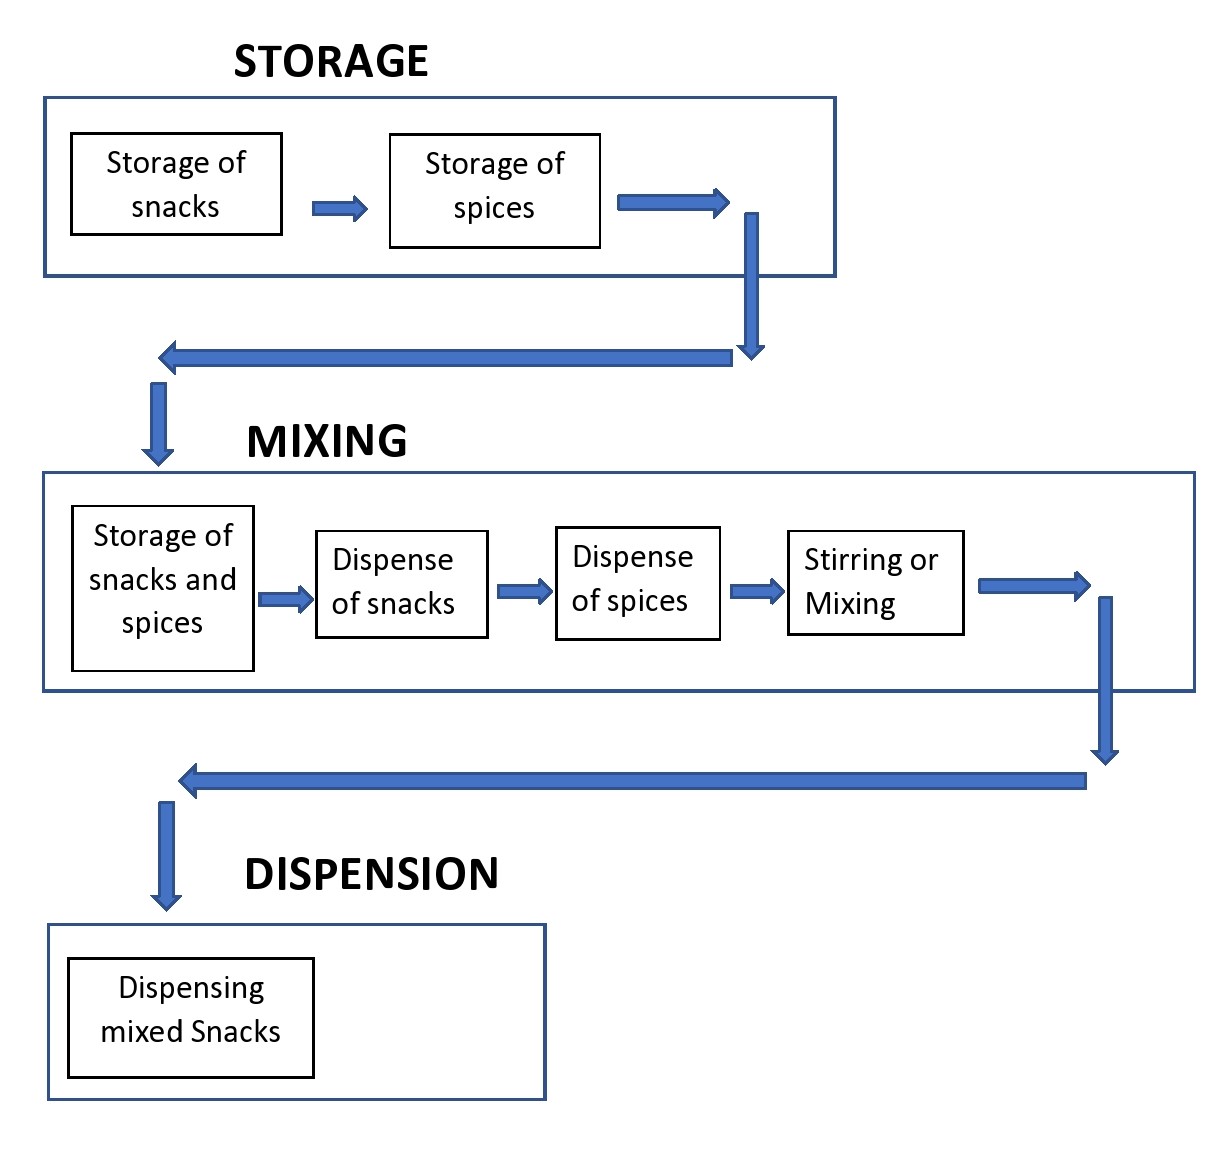 STORAGE
Storage of
snacks
Storage of
spices
MIXING
Storage of
snacks and
spices
Dispense
of snacks
Dispense
of spices
Stirring or
Mixing
DISPENSION
Dispensing
mixed Snacks